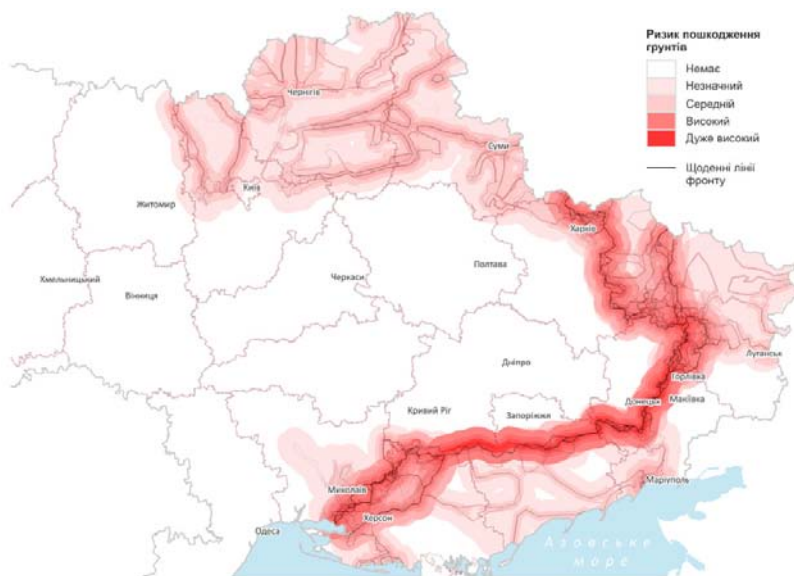 Ризик пошкодження
грунтів
Немає
Незначний
Середній
Високий
Дуже високий
Щоденні лінії
фронту
Чернігів
Суми
Київ
Житомир
Харків
Хмельницький
Вінниця
Черкаси
Полтава
Луганськ
Дніпро
Горлівка
Донецьк
Макіївка
Кривий Ріг
Запоріжжя
Миколаїв
Маріуполь
Херсон
Одеса
Азовське
море